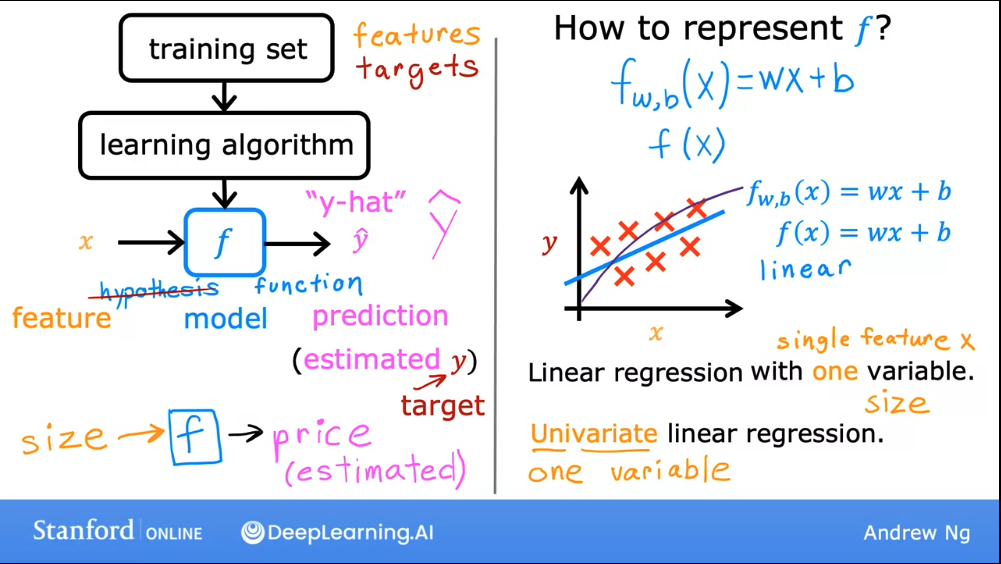 training set
features
targets
learning algorithm
"y-hat"
x
f
ŷ
ŷ
hypothesis
function
feature
model
prediction
(estimated y)
target
size → f → price
(estimated)
How to represent f?
f_{w,b}(x) = wx + b
f(x)
y
x
f_{w,b}(x) = wx + b
f(x) = wx + b
linear
single feature x
Linear regression with one variable.
size
Univariate linear regression.
one variable
Stanford | ONLINE
DeepLearning.AI
Andrew Ng